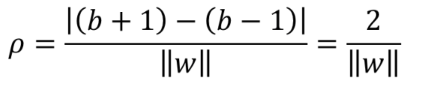 ρ = |(b + 1) − (b − 1)| / ‖w‖ = 2 / ‖w‖